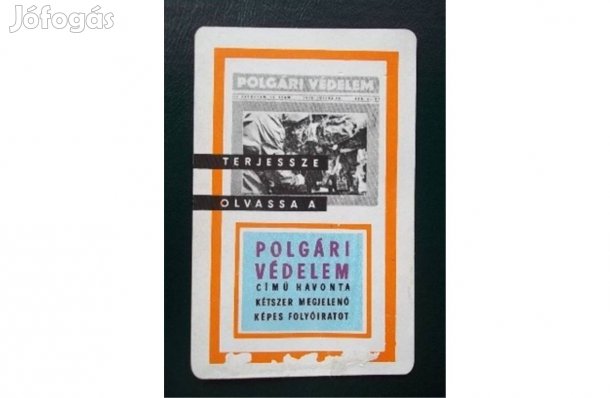 Jófogás
POLGÁRI VÉDELEM
TERJESSZE
OLVASSA A
POLGÁRI
VÉDELEM
CÍMŰ HAVONTA
KÉTSZER MEGJELENŐ
KÉPES FOLYÓIRATOT